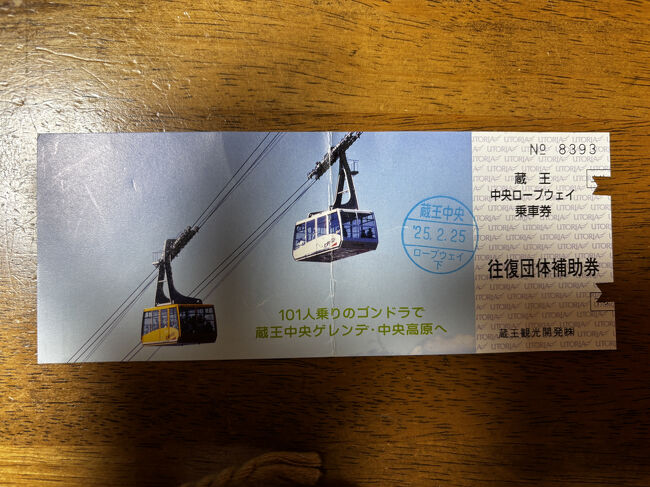 № 8393
蔵 王
中央ロープウェイ
乗車券
往復団体補助券
蔵王観光開発㈱
蔵王中央
'25.2.25
ロープウェイ
下
101人乗りのゴンドラで
蔵王中央ゲレンデ・中央高原へ